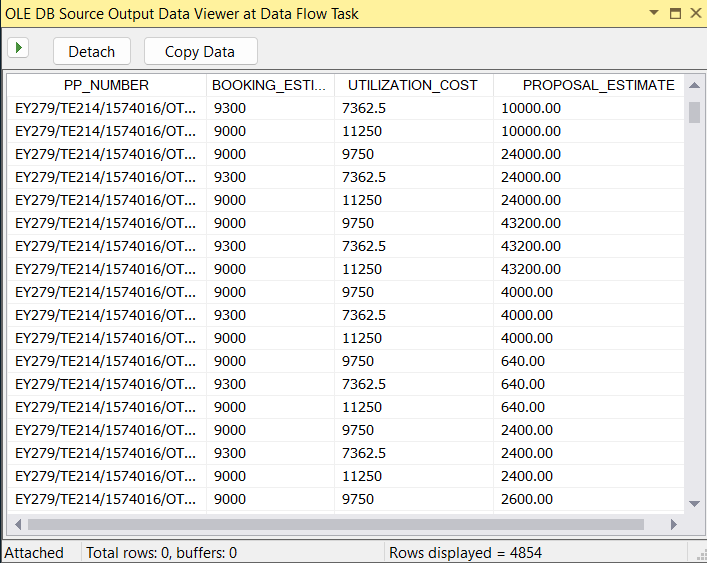 OLE DB Source Output Data Viewer at Data Flow Task
Detach Copy Data
PP_NUMBER BOOKING_ESTI... UTILIZATION_COST PROPOSAL_ESTIMATE
EY279/TE214/1574016/OT... 9300 7362.5 10000.00
EY279/TE214/1574016/OT... 9000 11250 10000.00
EY279/TE214/1574016/OT... 9000 9750 24000.00
EY279/TE214/1574016/OT... 9300 7362.5 24000.00
EY279/TE214/1574016/OT... 9000 11250 24000.00
EY279/TE214/1574016/OT... 9000 9750 43200.00
EY279/TE214/1574016/OT... 9300 7362.5 43200.00
EY279/TE214/1574016/OT... 9000 11250 43200.00
EY279/TE214/1574016/OT... 9000 9750 4000.00
EY279/TE214/1574016/OT... 9300 7362.5 4000.00
EY279/TE214/1574016/OT... 9000 11250 4000.00
EY279/TE214/1574016/OT... 9000 9750 640.00
EY279/TE214/1574016/OT... 9300 7362.5 640.00
EY279/TE214/1574016/OT... 9000 11250 640.00
EY279/TE214/1574016/OT... 9000 9750 2400.00
EY279/TE214/1574016/OT... 9300 7362.5 2400.00
EY279/TE214/1574016/OT... 9000 11250 2400.00
EY279/TE214/1574016/OT... 9000 9750 2600.00
Attached Total rows: 0, buffers: 0 Rows displayed = 4854